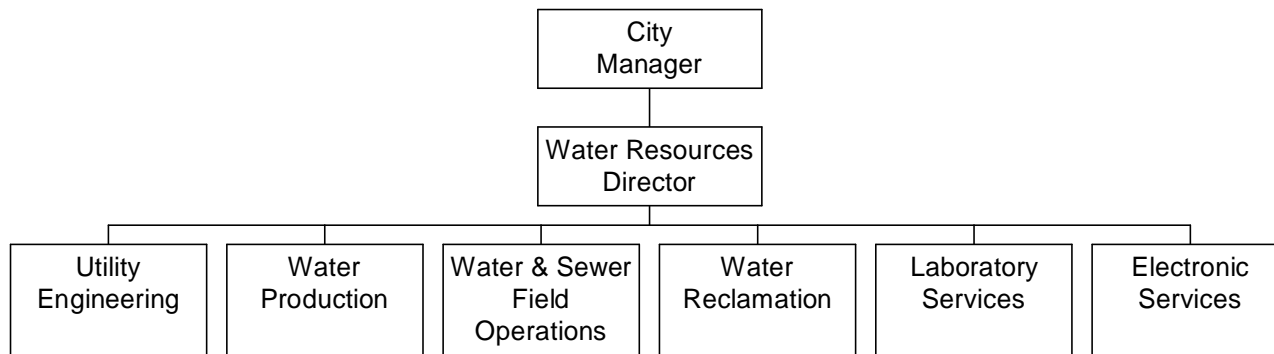 City
Manager
Water Resources
Director
Utility
Engineering
Water
Production
Water & Sewer
Field
Operations
Water
Reclamation
Laboratory
Services
Electronic
Services